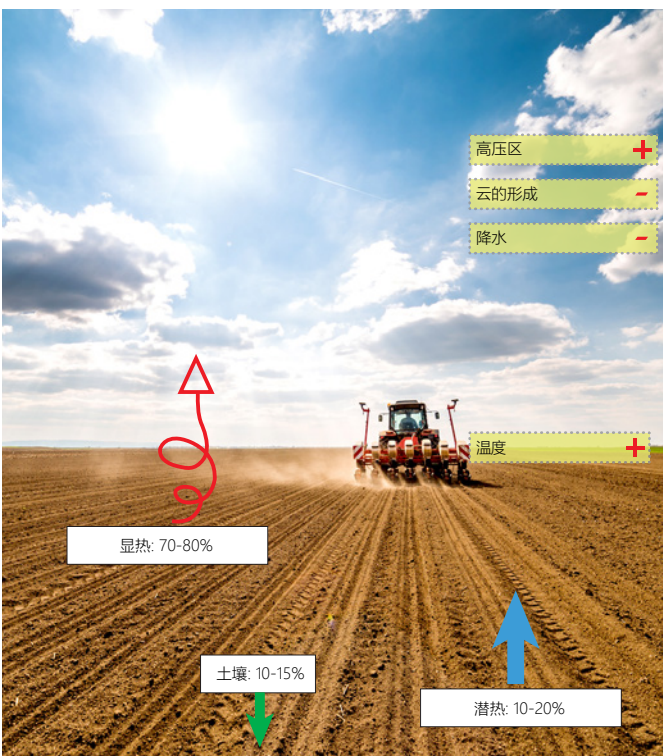 高压区 +
云的形成 -
降水 -
温度 +
显热: 70-80%
土壤: 10-15%
潜热: 10-20%